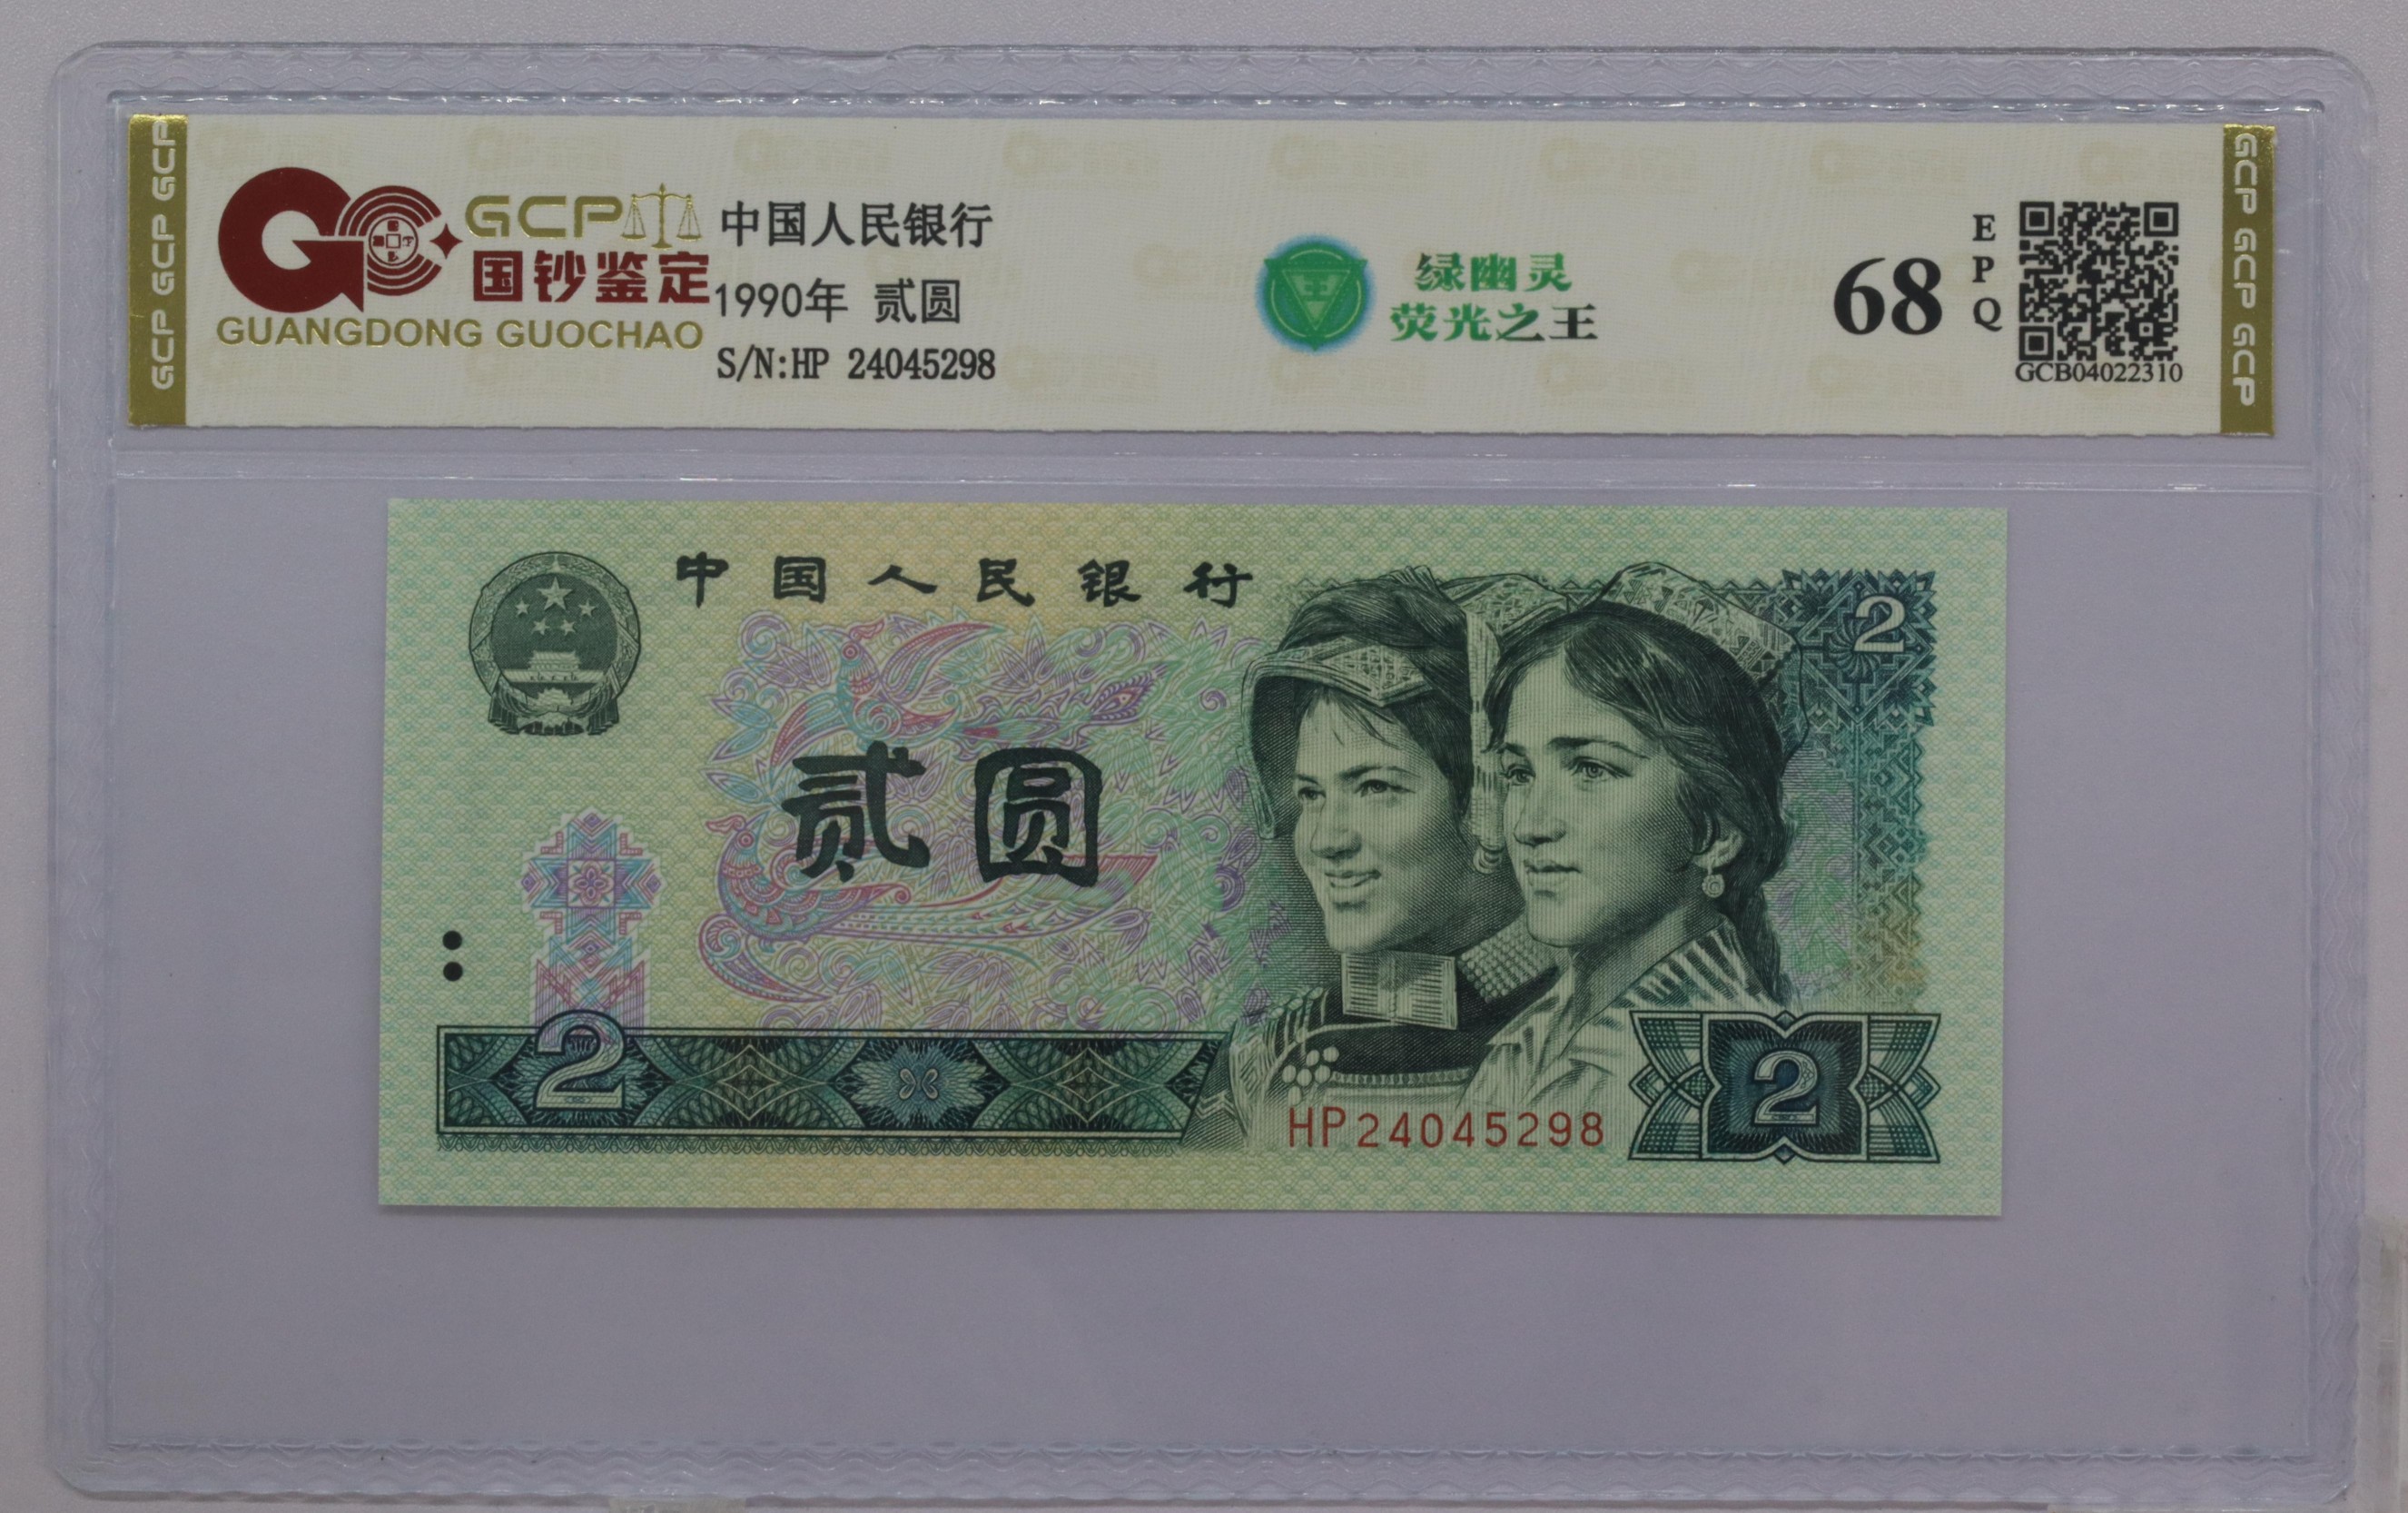 GCP GCP GCP
GCP
国钞鉴定
GUANGDONG GUOCHAO
中国人民银行
1990年 贰圆
S/N:HP 24045298
王
绿幽灵
荧光之王
68
EPQ
GCB04022310
GCP GCP GCP
中国人民银行
2
贰圆
2
HP24045298
2